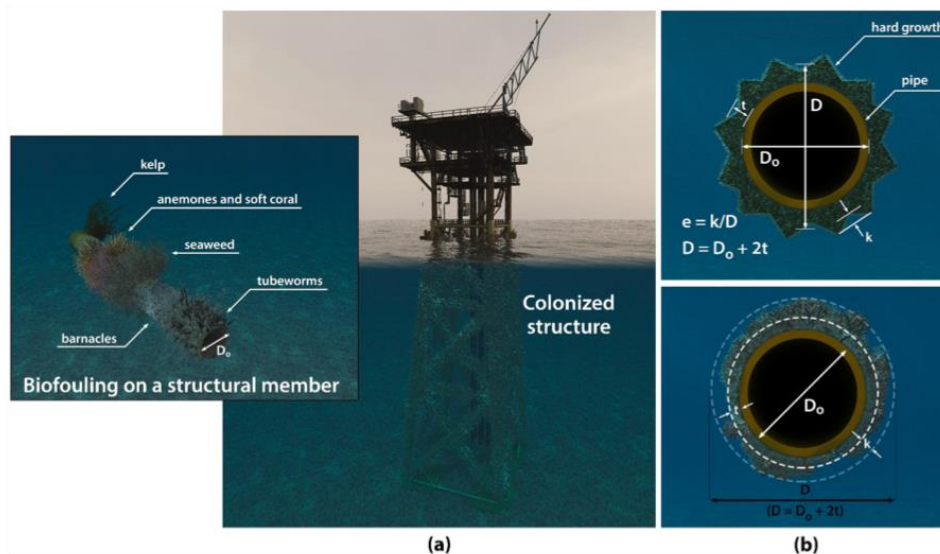 kelp
anemones and soft coral
seaweed
tubeworms
barnacles
Dₒ
Biofouling on a structural member
Colonized
structure
(a)
hard growth
pipe
t
D
Dₒ
e = k/D
D = Dₒ + 2t
k
Dₒ
t
k
D
(D = Dₒ + 2t)
(b)